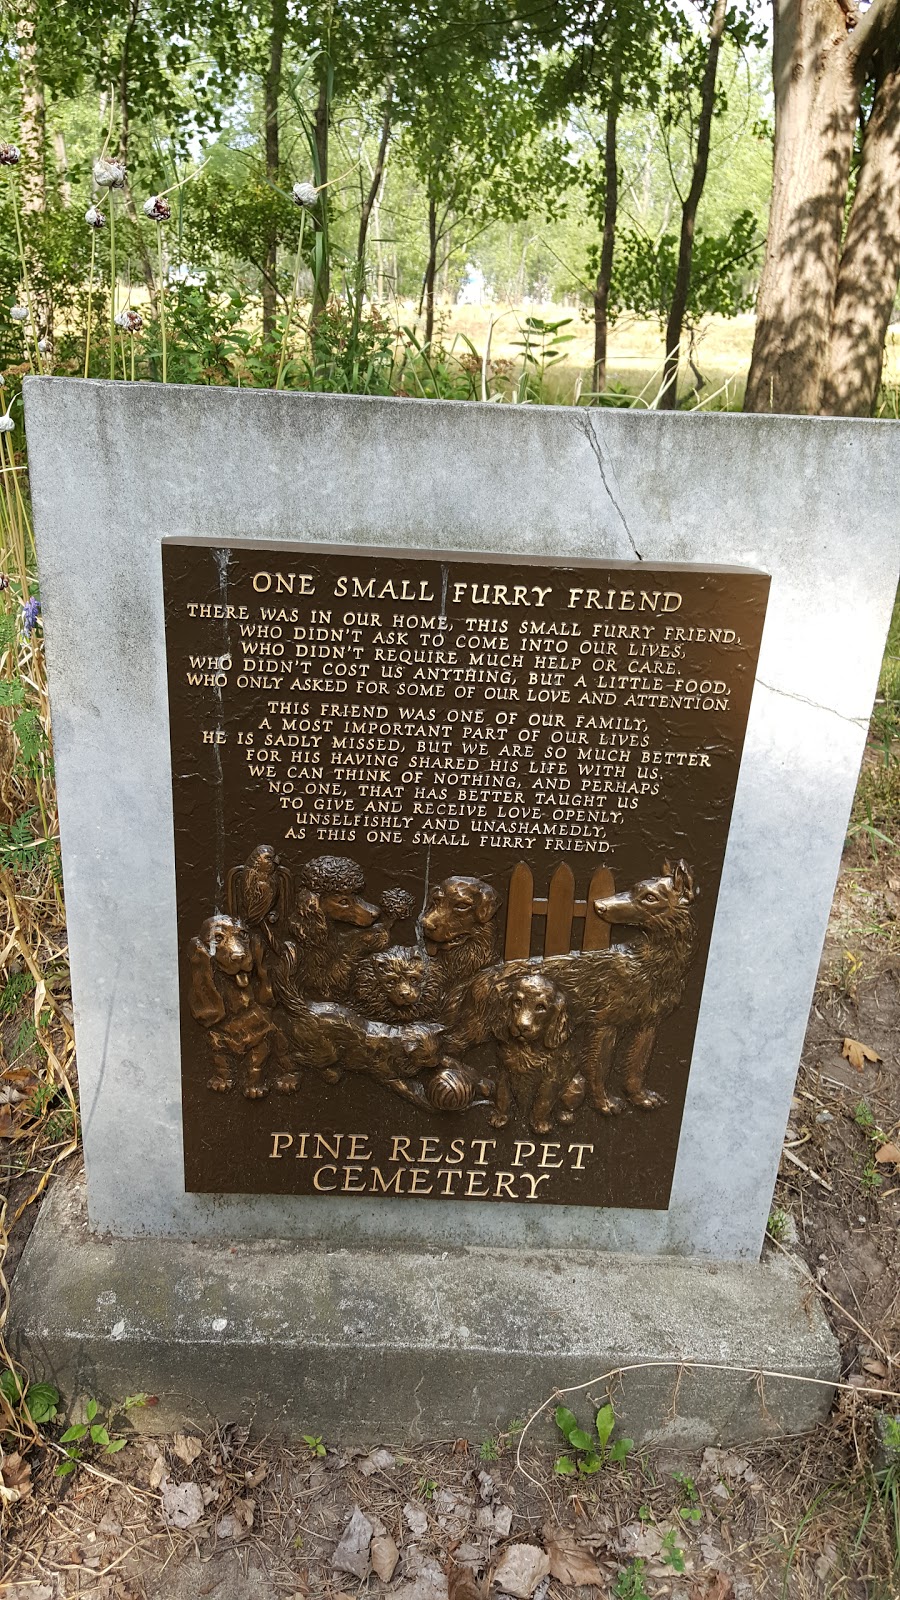 ONE SMALL FURRY FRIEND
THERE WAS IN OUR HOME, THIS SMALL FURRY FRIEND,
WHO DIDN'T ASK TO COME INTO OUR LIVES,
WHO DIDN'T REQUIRE MUCH HELP OR CARE.
WHO DIDN'T COST US ANYTHING, BUT A LITTLE FOOD,
WHO ONLY ASKED FOR SOME OF OUR LOVE AND ATTENTION.
THIS FRIEND WAS ONE OF OUR FAMILY,
A MOST IMPORTANT PART OF OUR LIVES
HE IS SADLY MISSED, BUT WE ARE SO MUCH BETTER
FOR HIS HAVING SHARED HIS LIFE WITH US.
WE CAN THINK OF NOTHING, AND PERHAPS
NO ONE, THAT HAS BETTER TAUGHT US
TO GIVE AND RECEIVE LOVE OPENLY,
UNSELFISHLY AND UNASHAMEDLY,
AS THIS ONE SMALL FURRY FRIEND.
PINE REST PET
CEMETERY